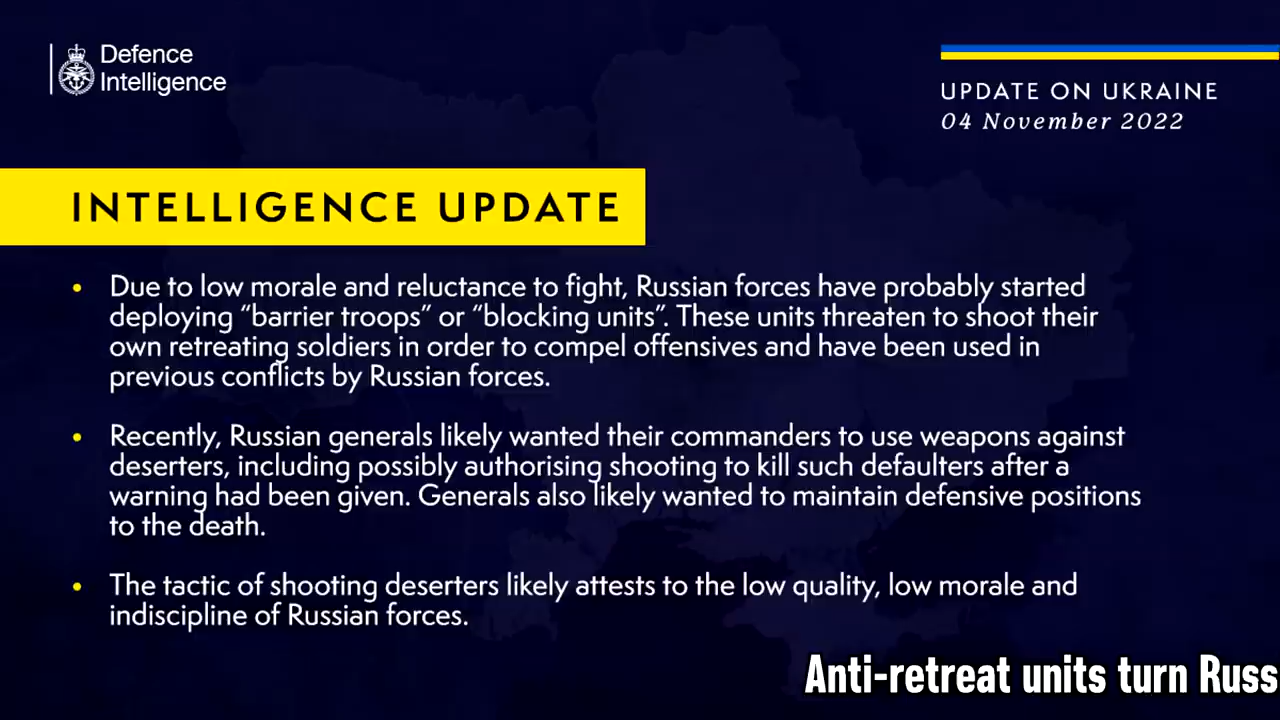 Defence
Intelligence
UPDATE ON UKRAINE
04 November 2022
INTELLIGENCE UPDATE
• Due to low morale and reluctance to fight, Russian forces have probably started
deploying “barrier troops” or “blocking units”. These units threaten to shoot their
own retreating soldiers in order to compel offensives and have been used in
previous conflicts by Russian forces.
• Recently, Russian generals likely wanted their commanders to use weapons against
deserters, including possibly authorising shooting to kill such defaulters after a
warning had been given. Generals also likely wanted to maintain defensive positions
to the death.
• The tactic of shooting deserters likely attests to the low quality, low morale and
indiscipline of Russian forces.
Anti-retreat units turn Russ